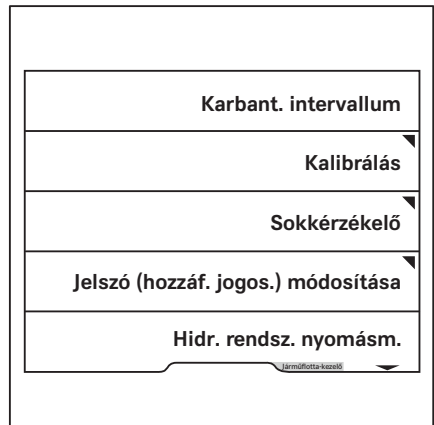 Karbant. intervallum
Kalibrálás
Sokkérzékelő
Jelszó (hozzáf. jogos.) módosítása
Hidr. rendsz. nyomásm.
Járműflotta-kezelő